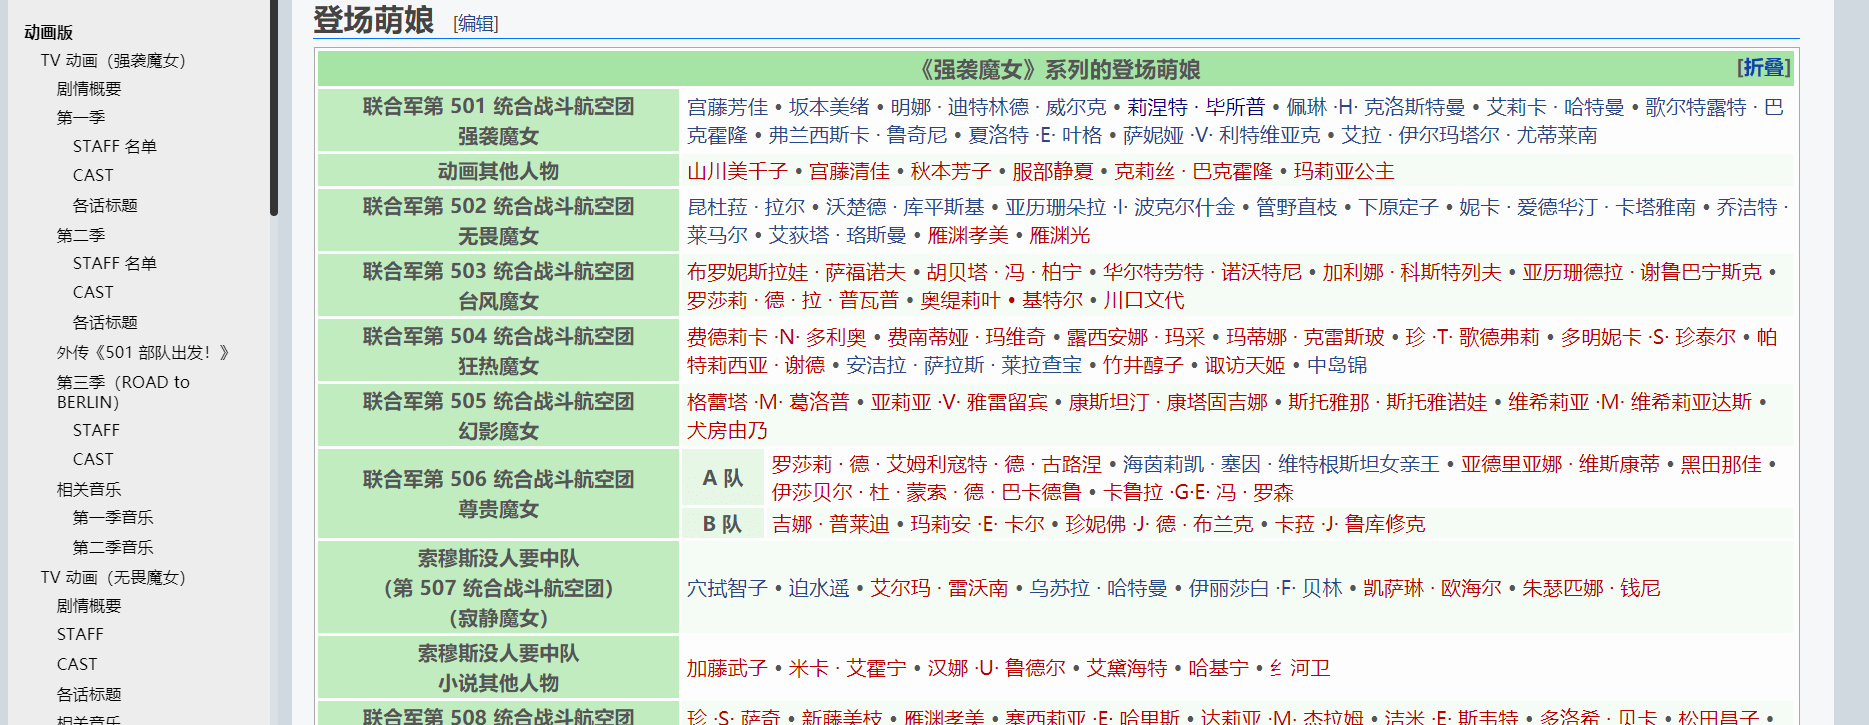 动画版
TV 动画（强袭魔女）
剧情概要
第一季
STAFF 名单
CAST
各话标题
第二季
STAFF 名单
CAST
各话标题
外传《501 部队出发！》
第三季（ROAD to
BERLIN）
STAFF
CAST
相关音乐
第一季音乐
第二季音乐
TV 动画（无畏魔女）
剧情概要
STAFF
CAST
各话标题
相关音乐
登场萌娘 [编辑]
《强袭魔女》系列的登场萌娘 [折叠]
联合军第 501 统合战斗航空团
强袭魔女
宫藤芳佳 • 坂本美绪 • 明娜 · 迪特林德 · 威尔克 • 莉涅特 · 毕所普 • 佩琳 ·H· 克洛斯特曼 • 艾莉卡 · 哈特曼 • 歌尔特露特 · 巴
克霍隆 • 弗兰西斯卡 · 鲁奇尼 • 夏洛特 ·E· 叶格 • 萨妮娅 ·V· 利特维亚克 • 艾拉 · 伊尔玛塔尔 · 尤蒂莱南
动画其他人物
山川美千子 • 宫藤清佳 • 秋本芳子 • 服部静夏 • 克莉丝 · 巴克霍隆 • 玛莉亚公主
联合军第 502 统合战斗航空团
无畏魔女
昆杜菈 · 拉尔 • 沃楚德 · 库平斯基 • 亚历珊朵拉 ·I· 波克尔什金 • 管野直枝 • 下原定子 • 妮卡 · 爱德华汀 · 卡塔雅南 • 乔洁特 ·
莱马尔 • 艾荻塔 · 珞斯曼 • 雁渊孝美 • 雁渊光
联合军第 503 统合战斗航空团
台风魔女
布罗妮斯拉娃 · 萨福诺夫 • 胡贝塔 · 冯 · 柏宁 • 华尔特劳特 · 诺沃特尼 • 加利娜 · 科斯特列夫 • 亚历珊德拉 · 谢鲁巴宁斯克 •
罗莎莉 · 德 · 拉 · 普瓦普 • 奥缇莉叶 • 基特尔 • 川口文代
联合军第 504 统合战斗航空团
狂热魔女
费德莉卡 ·N· 多利奥 • 费南蒂娅 · 玛维奇 • 露西安娜 · 玛采 • 玛蒂娜 · 克雷斯玻 • 珍 ·T· 歌德弗莉 • 多明妮卡 ·S· 珍泰尔 • 帕
特莉西亚 · 谢德 • 安洁拉 · 萨拉斯 · 莱拉查宝 • 竹井醇子 • 诹访天姬 • 中岛锦
联合军第 505 统合战斗航空团
幻影魔女
格蕾塔 ·M· 葛洛普 • 亚莉亚 ·V· 雅雷留宾 • 康斯坦汀 · 康塔固吉娜 • 斯托雅那 · 斯托雅诺娃 • 维希莉亚 ·M· 维希莉亚达斯 •
犬房由乃
联合军第 506 统合战斗航空团
尊贵魔女
A 队
罗莎莉 · 德 · 艾姆利寇特 · 德 · 古路涅 • 海茵莉凯 · 塞因 · 维特根斯坦女亲王 • 亚德里亚娜 · 维斯康蒂 • 黑田那佳 •
伊莎贝尔 · 杜 · 蒙索 · 德 · 巴卡德鲁 • 卡鲁拉 ·G·E· 冯 · 罗森
B 队
吉娜 · 普莱迪 • 玛莉安 ·E· 卡尔 • 珍妮佛 ·J· 德 · 布兰克 • 卡菈 ·J· 鲁库修克
索穆斯没人要中队
（第 507 统合战斗航空团）
（寂静魔女）
穴拭智子 • 迫水遥 • 艾尔玛 · 雷沃南 • 乌苏拉 · 哈特曼 • 伊丽莎白 ·F· 贝林 • 凯萨琳 · 欧海尔 • 朱瑟匹娜 · 钱尼
索穆斯没人要中队
小说其他人物
加藤武子 • 米卡 · 艾霍宁 • 汉娜 ·U· 鲁德尔 • 艾黛海特 • 哈基宁 • 纟 河卫
联合军第 508 统合战斗航空团
珍 ·S· 萨奇 • 新藤美枝 • 雁渊孝美 • 塞西莉亚 ·E· 哈里斯 • 达莉亚 ·M· 杰拉姆 • 洁米 ·E· 斯韦特 • 多洛希 · 贝卡 • 松田昌子 •